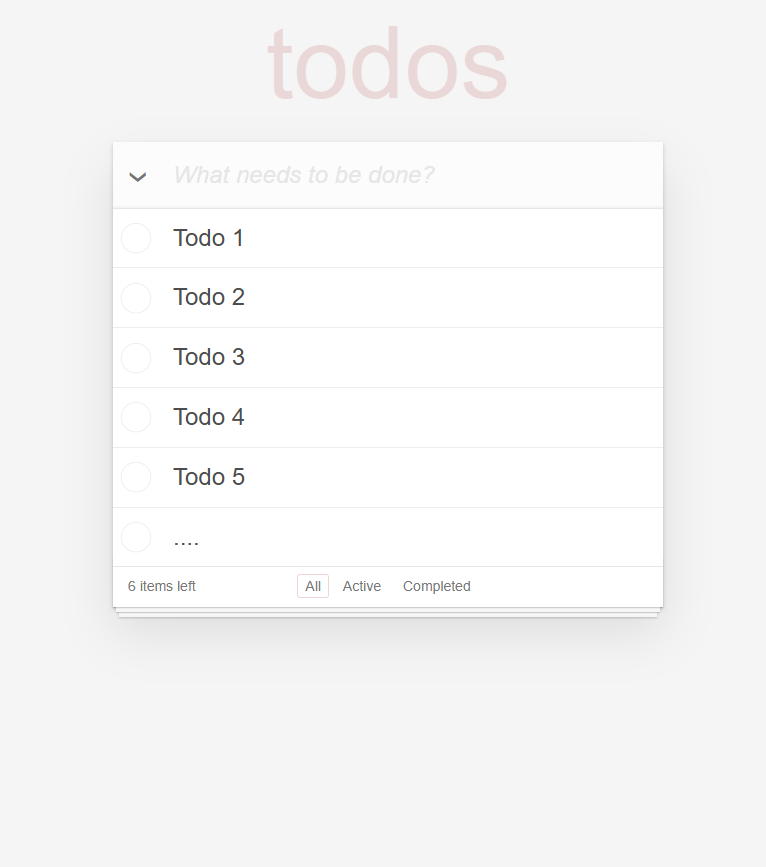 todos
What needs to be done?
Todo 1
Todo 2
Todo 3
Todo 4
Todo 5
....
6 items left All Active Completed